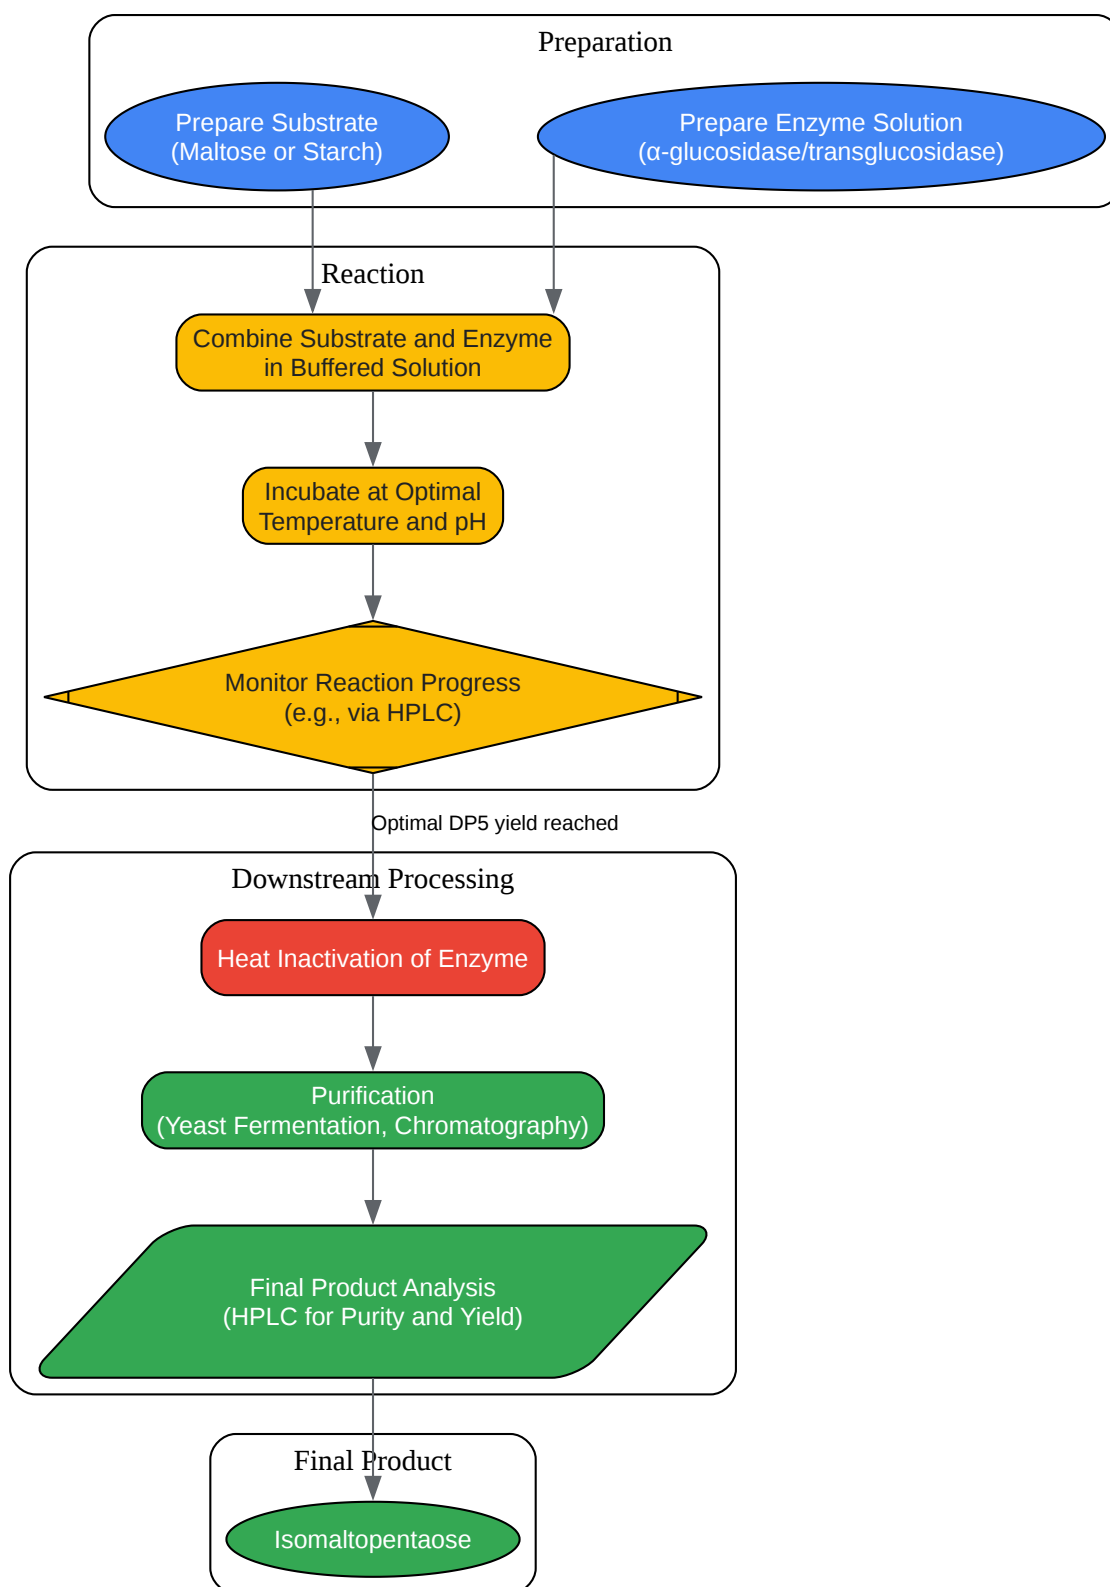 Preparation
Prepare Substrate
(Maltose or Starch)
Prepare Enzyme Solution
(α-glucosidase/transglucosidase)
Reaction
Combine Substrate and Enzyme
in Buffered Solution
Incubate at Optimal
Temperature and pH
Monitor Reaction Progress
(e.g., via HPLC)
Optimal DP5 yield reached
Downstream Processing
Heat Inactivation of Enzyme
Purification
(Yeast Fermentation, Chromatography)
Final Product Analysis
(HPLC for Purity and Yield)
Final Product
Isomaltopentaose